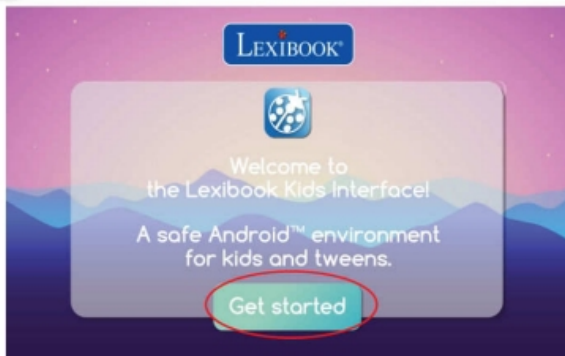 LEXIBOOK®
Welcome to
the Lexibook Kids Interface!
A safe Android™ environment
for kids and tweens.
Get started